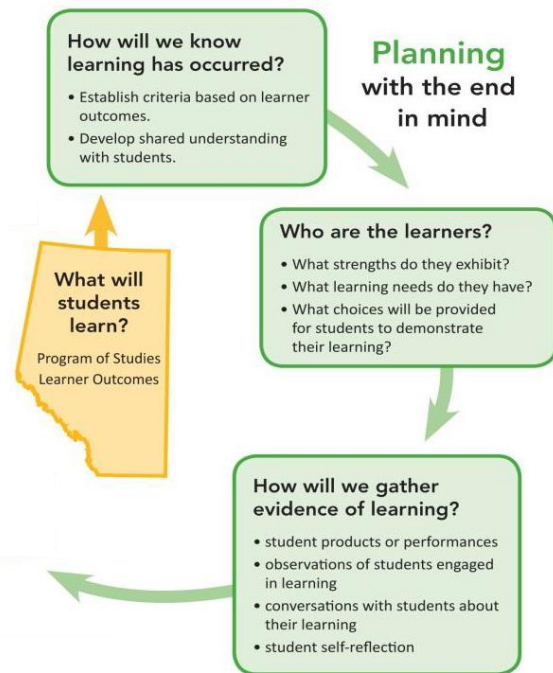 How will we know
learning has occurred?
• Establish criteria based on learner
outcomes.
• Develop shared understanding
with students.
Planning
with the end
in mind
What will
students
learn?
Program of Studies
Learner Outcomes
Who are the learners?
• What strengths do they exhibit?
• What learning needs do they have?
• What choices will be provided
for students to demonstrate
their learning?
How will we gather
evidence of learning?
• student products or performances
• observations of students engaged
in learning
• conversations with students about
their learning
• student self-reflection